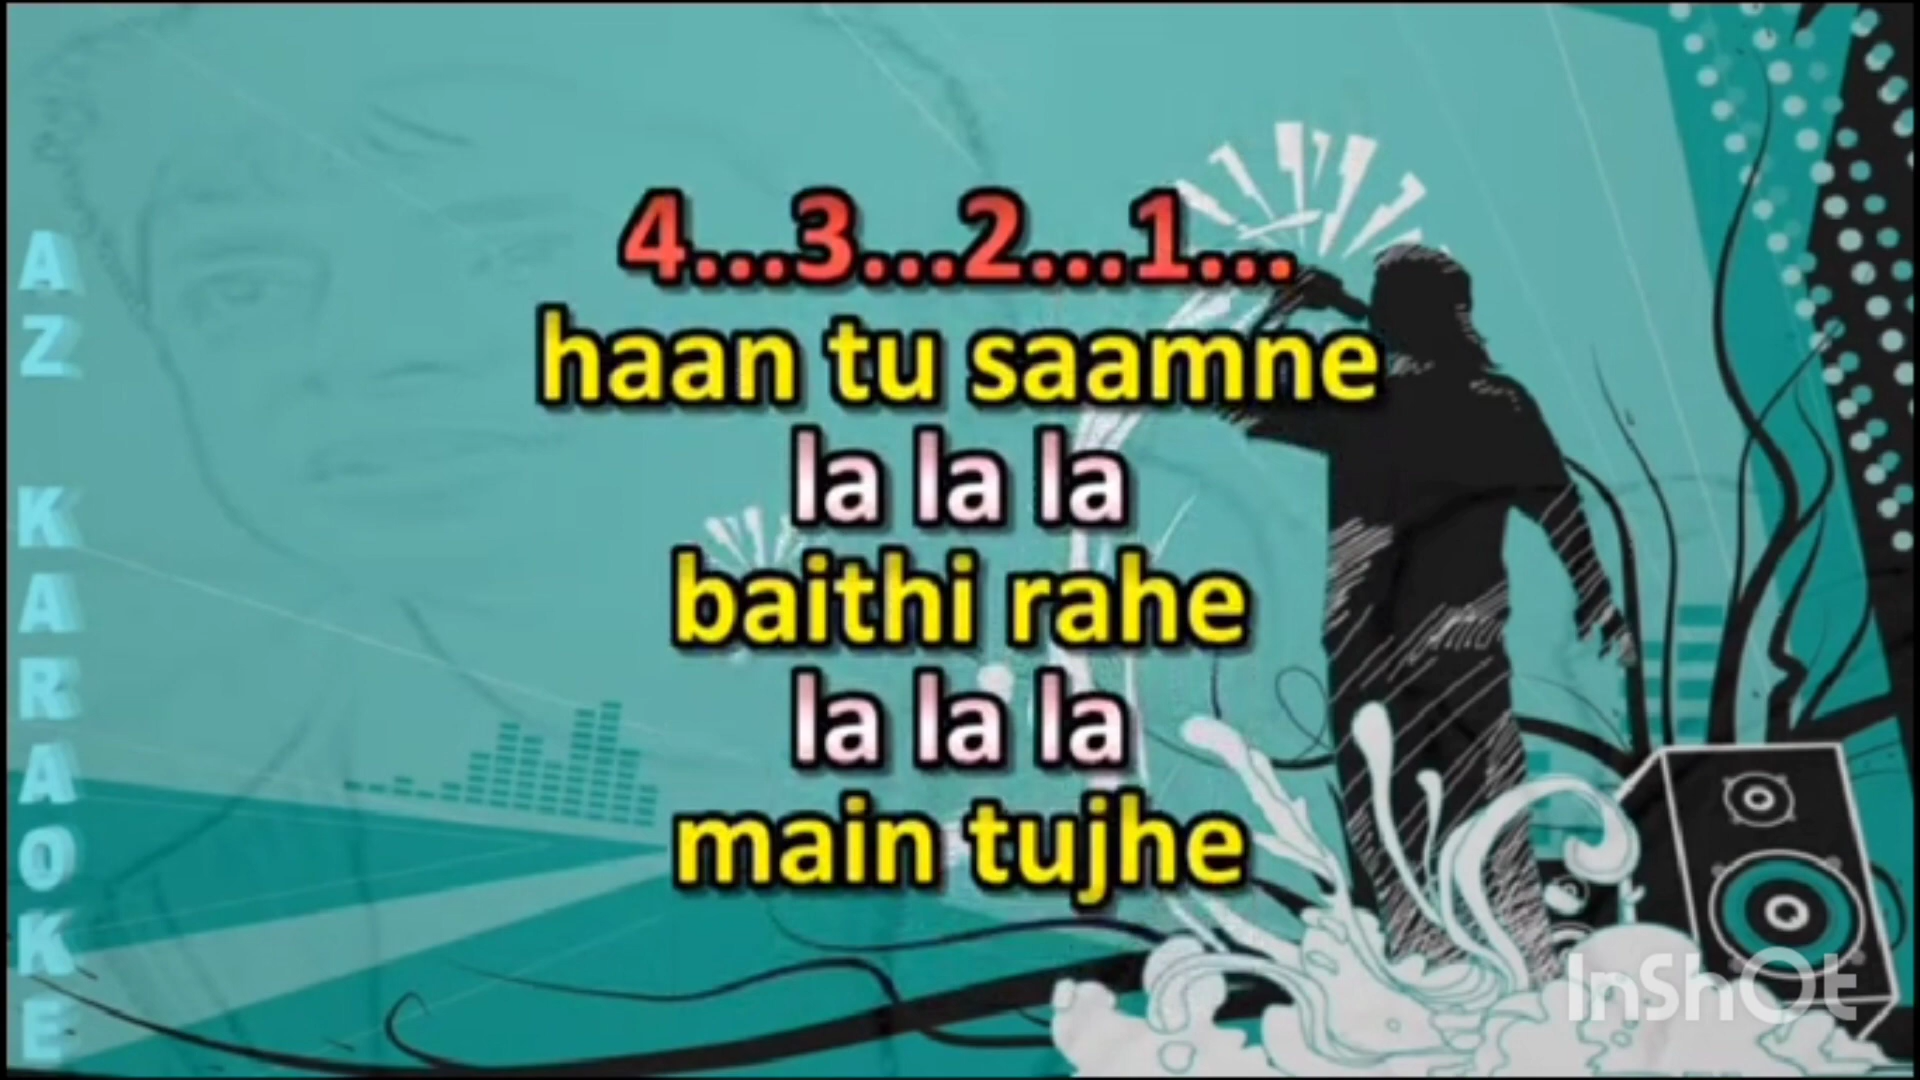 4...3...2...1...
haan tu saamne
la la la
baithi rahe
la la la
main tujhe
AZ KARAOKE
InShOt